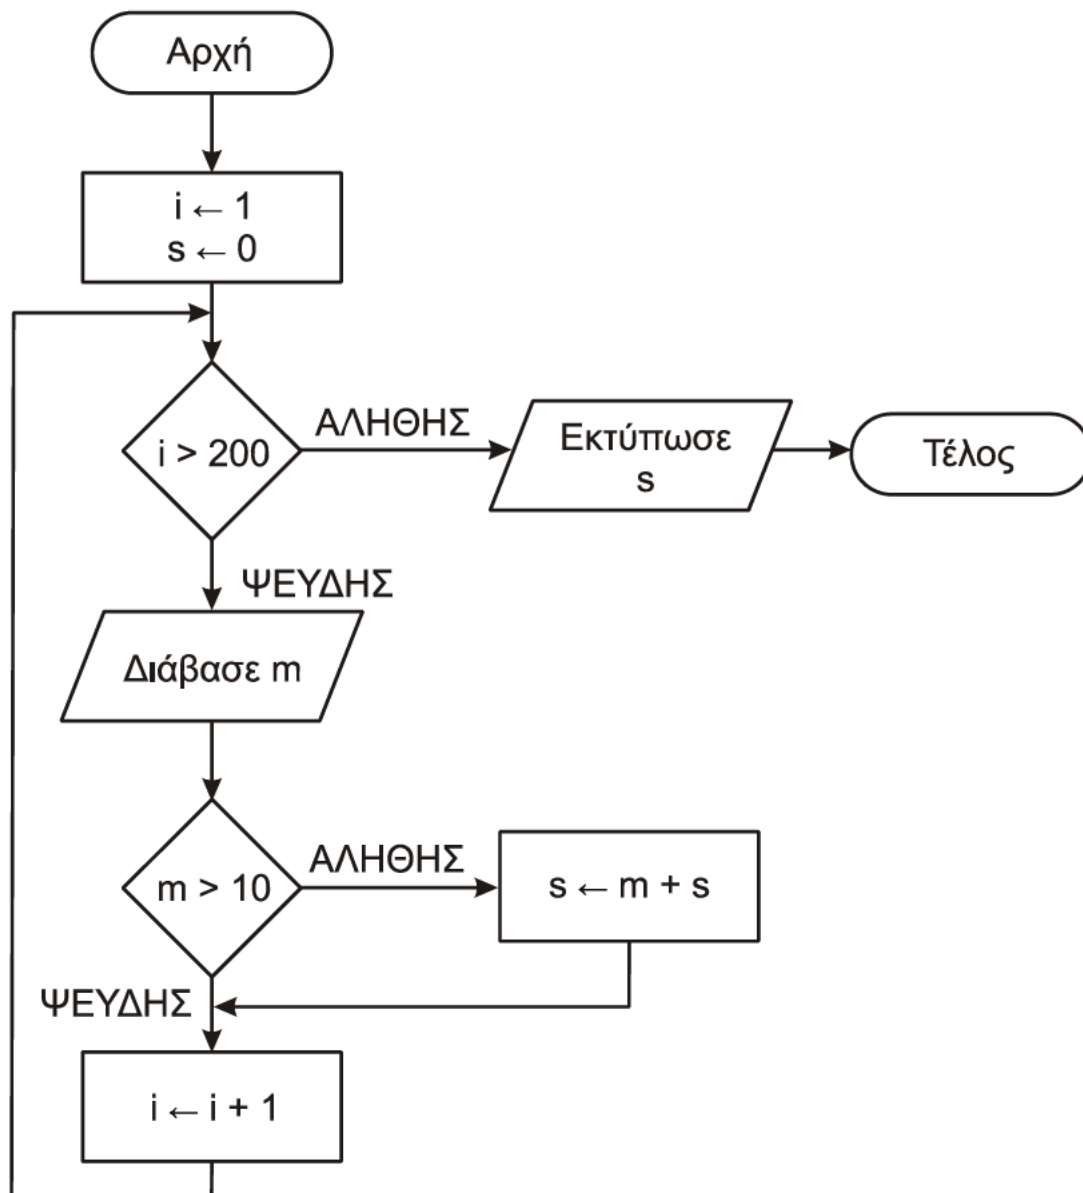 Αρχή
i ← 1
s ← 0
i > 200
ΑΛΗΘΗΣ
Εκτύπωσε
s
Τέλος
ΨΕΥΔΗΣ
Διάβασε m
m > 10
ΑΛΗΘΗΣ
s ← m + s
ΨΕΥΔΗΣ
i ← i + 1